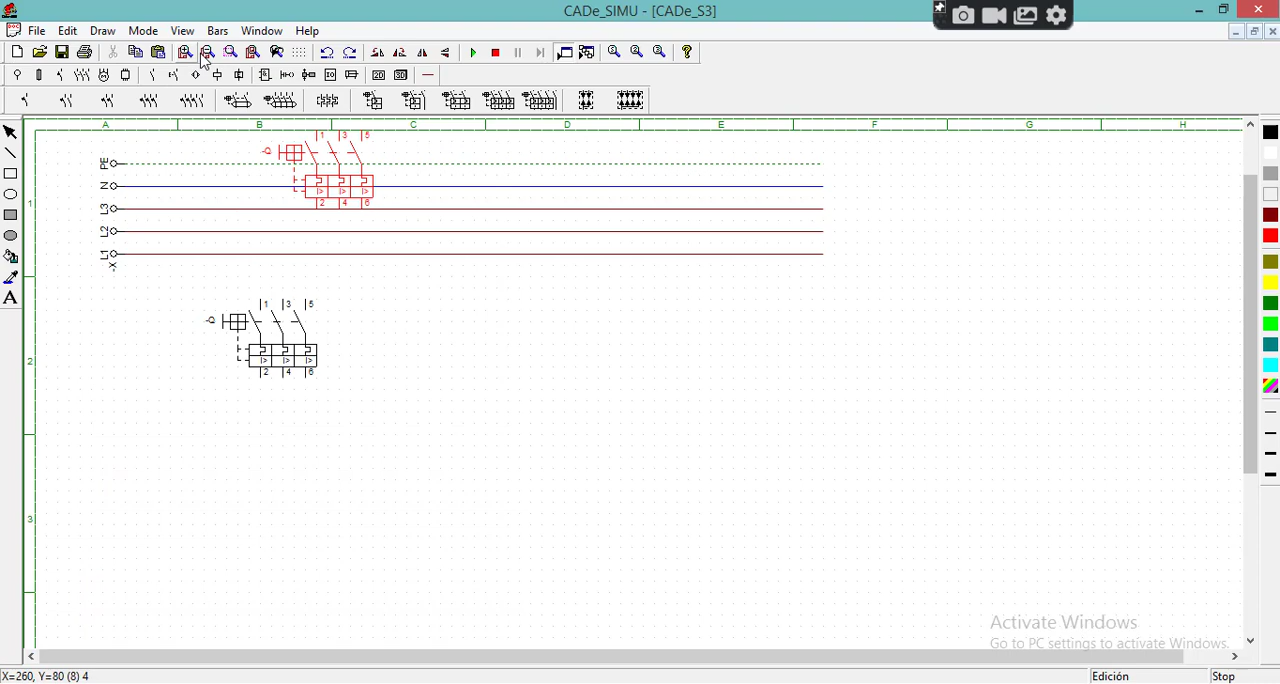 CADe_SIMU - [CADe_S3]
File Edit Draw Mode View Bars Window Help
A B C D E F G H
1 3 5
-Q
PE
N
I> I> I>
1
L3
2 4 6
L2
L1
-X
1 3 5
-Q
2
I> I> I>
2 4 6
3
Activate Windows
Go to PC settings to activate Windows.
X=260, Y=80 (8) 4
Edición
Stop